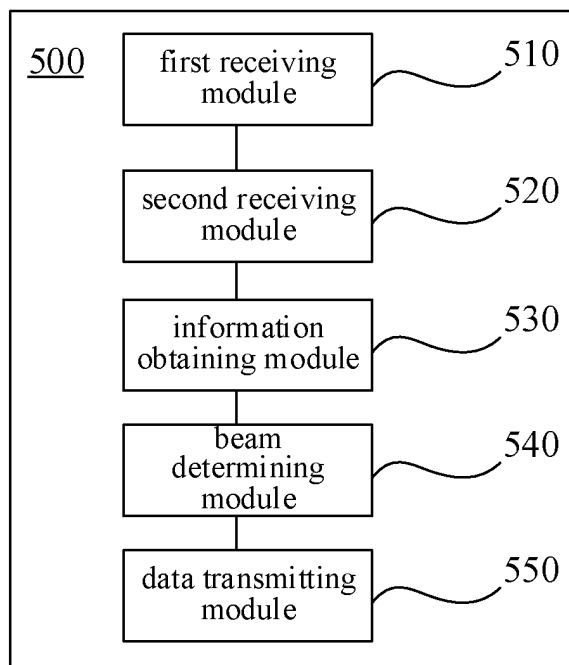 500
first receiving
module
510
second receiving
module
520
information
obtaining module
530
beam
determining
module
540
data transmitting
module
550